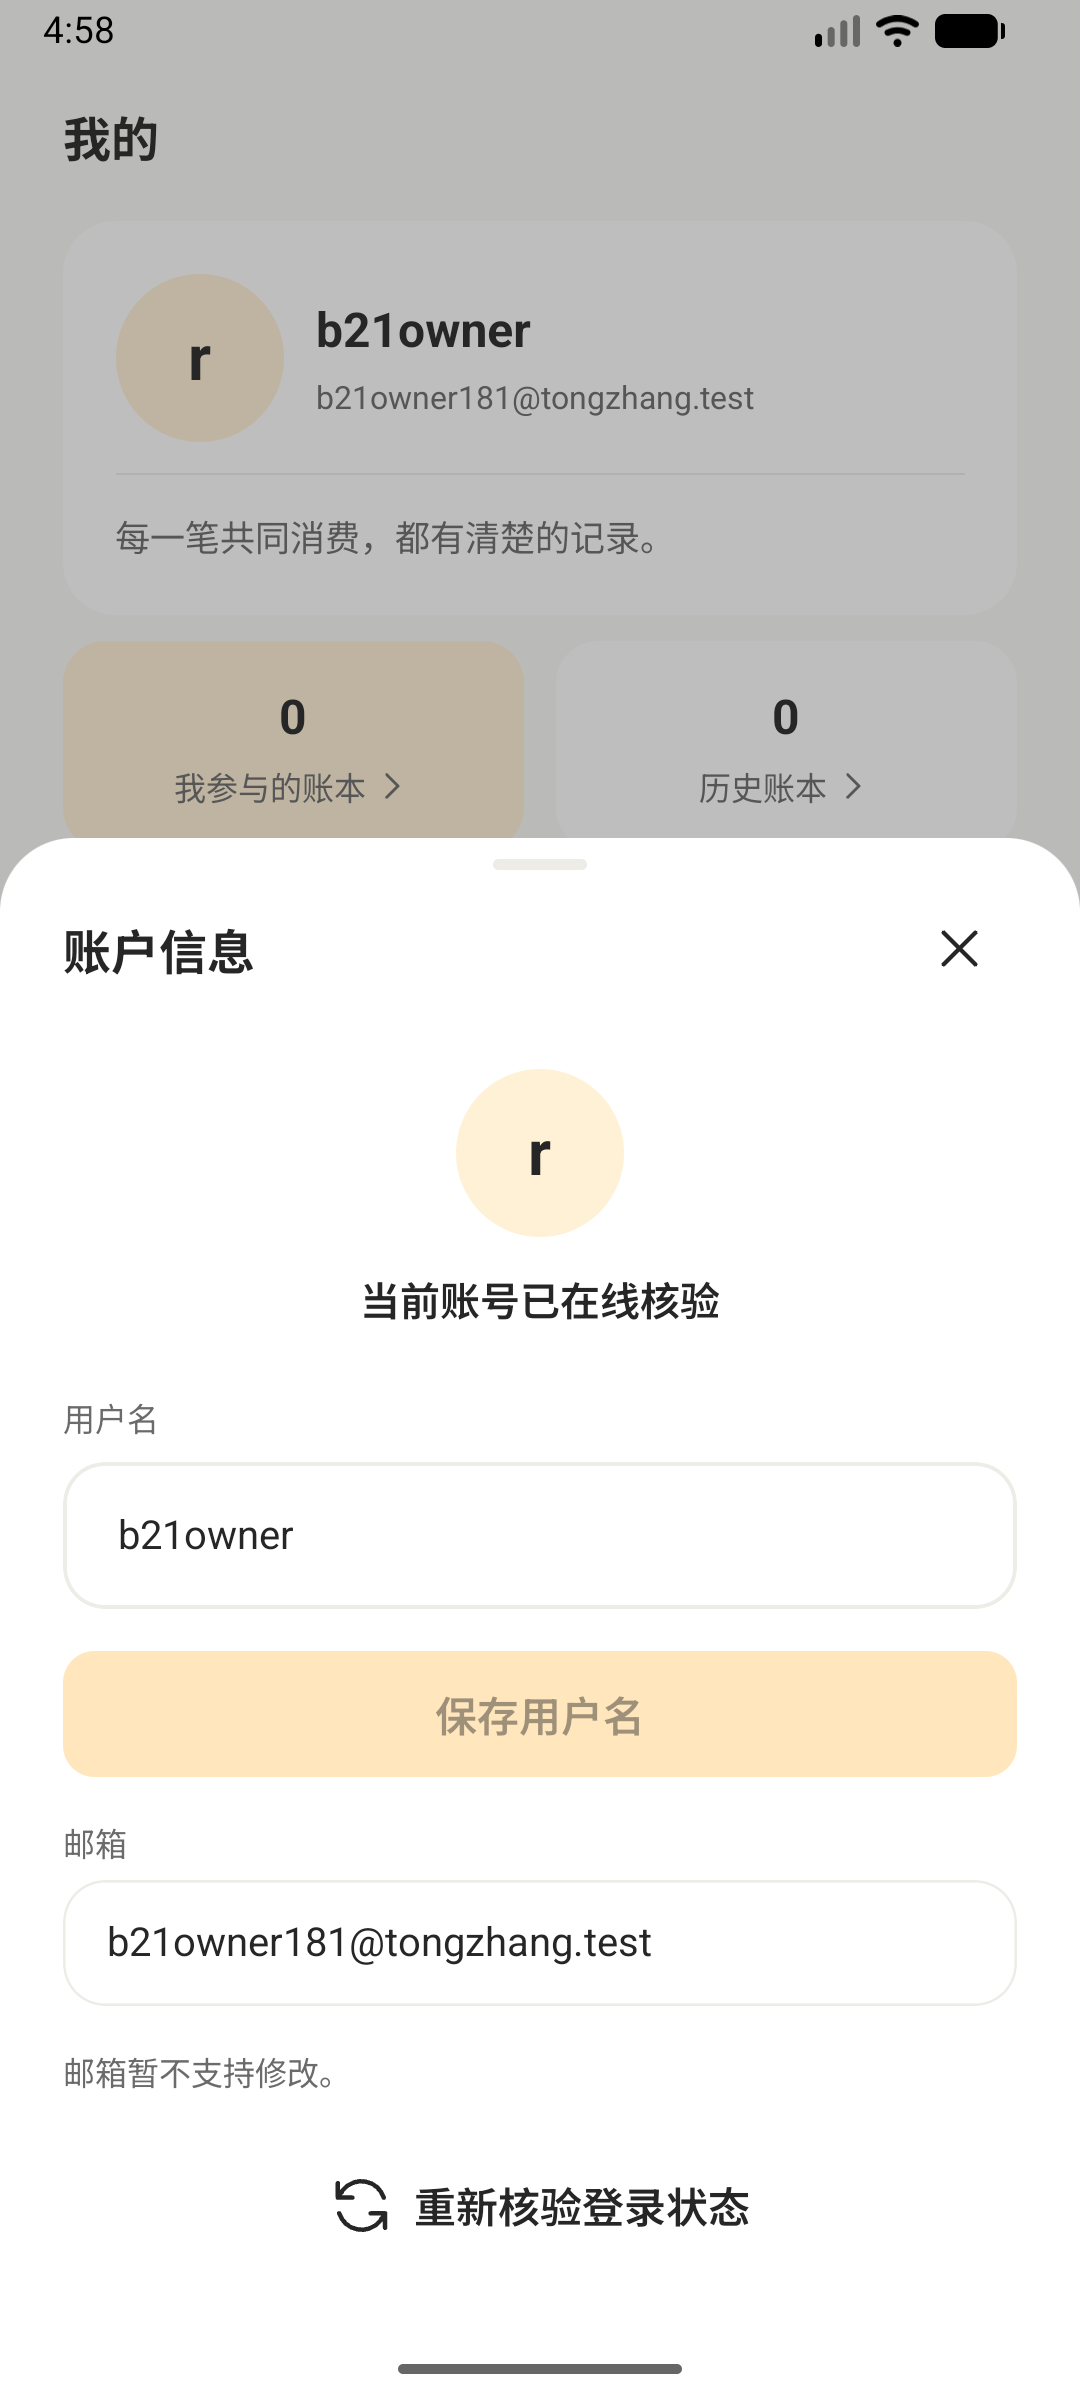 4:58
我的
r
b21owner
b21owner181@tongzhang.test
每一笔共同消费，都有清楚的记录。
0
0
我参与的账本
历史账本
账户信息
r
当前账号已在线核验
用户名
b21owner
保存用户名
邮箱
b21owner181@tongzhang.test
邮箱暂不支持修改。
重新核验登录状态